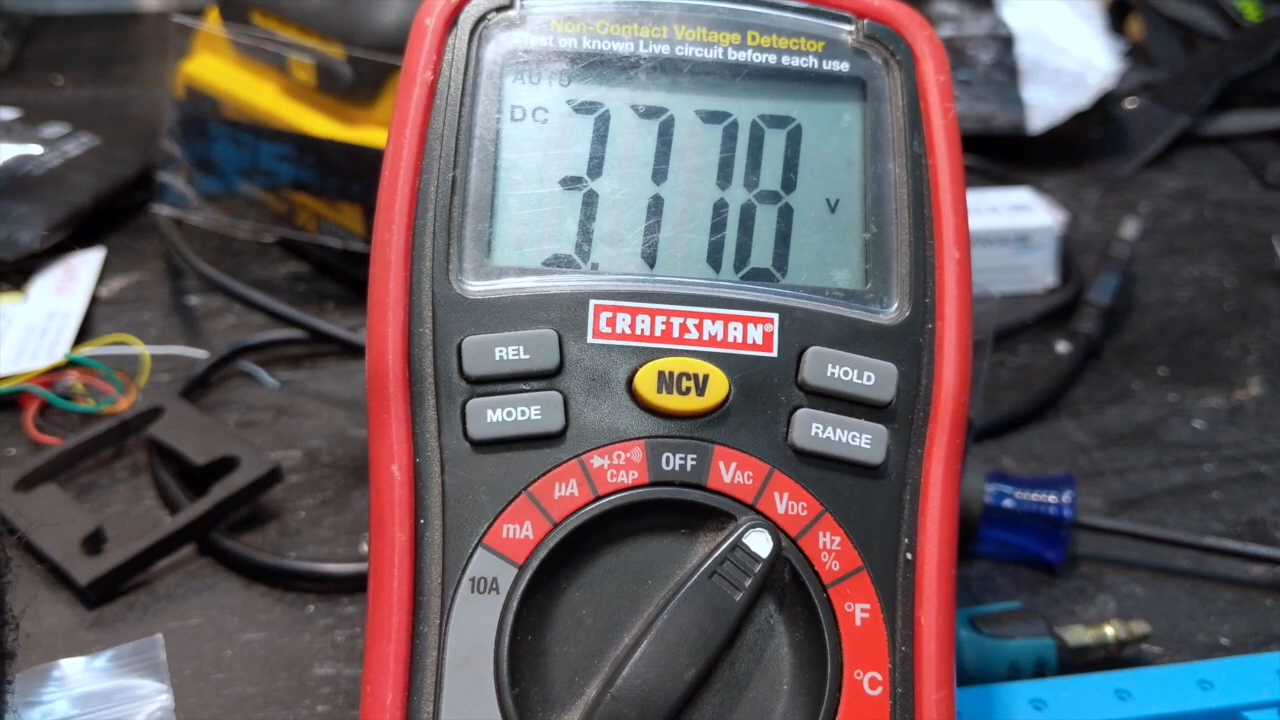 Non-Contact Voltage Detector
Test on known Live circuit before each use
AUTO
DC 3.778 V
CRAFTSMAN®
REL
NCV
HOLD
MODE
RANGE
Ω
CAP
OFF
VAC
µA
VDC
mA
Hz
%
10A
°F
°C